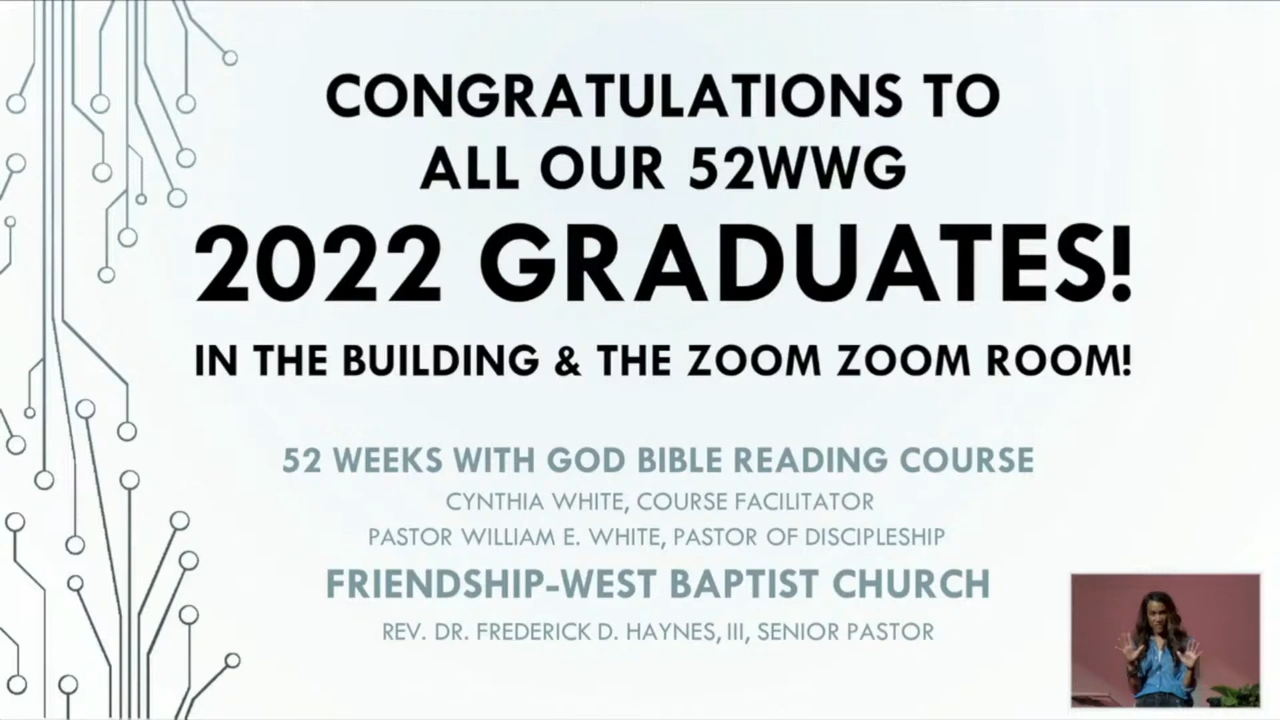 CONGRATULATIONS TO
ALL OUR 52WWG
2022 GRADUATES!
IN THE BUILDING & THE ZOOM ZOOM ROOM!
52 WEEKS WITH GOD BIBLE READING COURSE
CYNTHIA WHITE, COURSE FACILITATOR
PASTOR WILLIAM E. WHITE, PASTOR OF DISCIPLESHIP
FRIENDSHIP-WEST BAPTIST CHURCH
REV. DR. FREDERICK D. HAYNES, III, SENIOR PASTOR